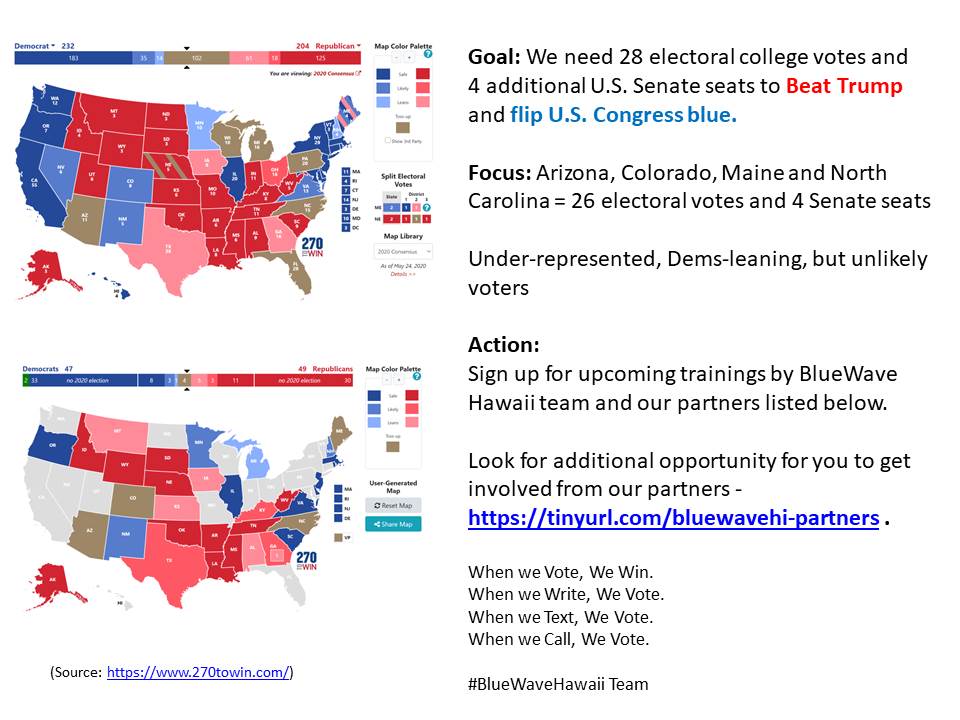 Democrat 232
204 Republican
183 35 14 102 61 18 125
You are viewing: 2020 Consensus
Map Color Palette
- +
?
Safe
Likely
Leans
Toss-up
Show 3rd Party
Split Electoral Votes
State District
1 2 3
ME 2 1 1
NE 2 1 1 1
Map Library
2020 Consensus
As of May 24, 2020
Details >>
WA 12
OR 7
CA 55
NV 6
ID 4
MT 3
WY 3
UT 6
AZ 11
CO 9
NM 5
ND 3
SD 3
KS 6
OK 7
TX 38
MN 10
IA 6
MO 10
AR 6
LA 8
WI 10
IL 20
MI 16
IN 11
OH 18
KY 8
TN 11
MS 6
AL 9
GA 16
FL 29
SC 9
NC 15
VA 13
WV 5
PA 20
NY 29
AK 3
HI 4
11 MA
4 RI
7 CT
14 NJ
3 DE
10 MD
3 DC
270 TO WIN
Democrats 47
49 Republicans
2 33 no 2020 election 8 3 1 4 5 3 11 no 2020 election 30
Map Color Palette
- +
?
Safe
Likely
Leans
Toss-up
User-Generated Map
Reset Map
Share Map
OR
ID
MT
WY
SD
NE
CO
KS
AZ
NM
OK
TX
MN
IA
AR
LA
IL
MI
KY
TN
MS
AL
GA
SC
NC
VA
WV
ME
AK
HI
MA
RI
NJ
DE
VP
270 TO WIN
(Source: https://www.270towin.com/)
Goal: We need 28 electoral college votes and
4 additional U.S. Senate seats to Beat Trump
and flip U.S. Congress blue.
Focus: Arizona, Colorado, Maine and North
Carolina = 26 electoral votes and 4 Senate seats
Under-represented, Dems-leaning, but unlikely
voters
Action:
Sign up for upcoming trainings by BlueWave
Hawaii team and our partners listed below.
Look for additional opportunity for you to get
involved from our partners -
https://tinyurl.com/bluewavehi-partners .
When we Vote, We Win.
When we Write, We Vote.
When we Text, We Vote.
When we Call, We Vote.
#BlueWaveHawaii Team